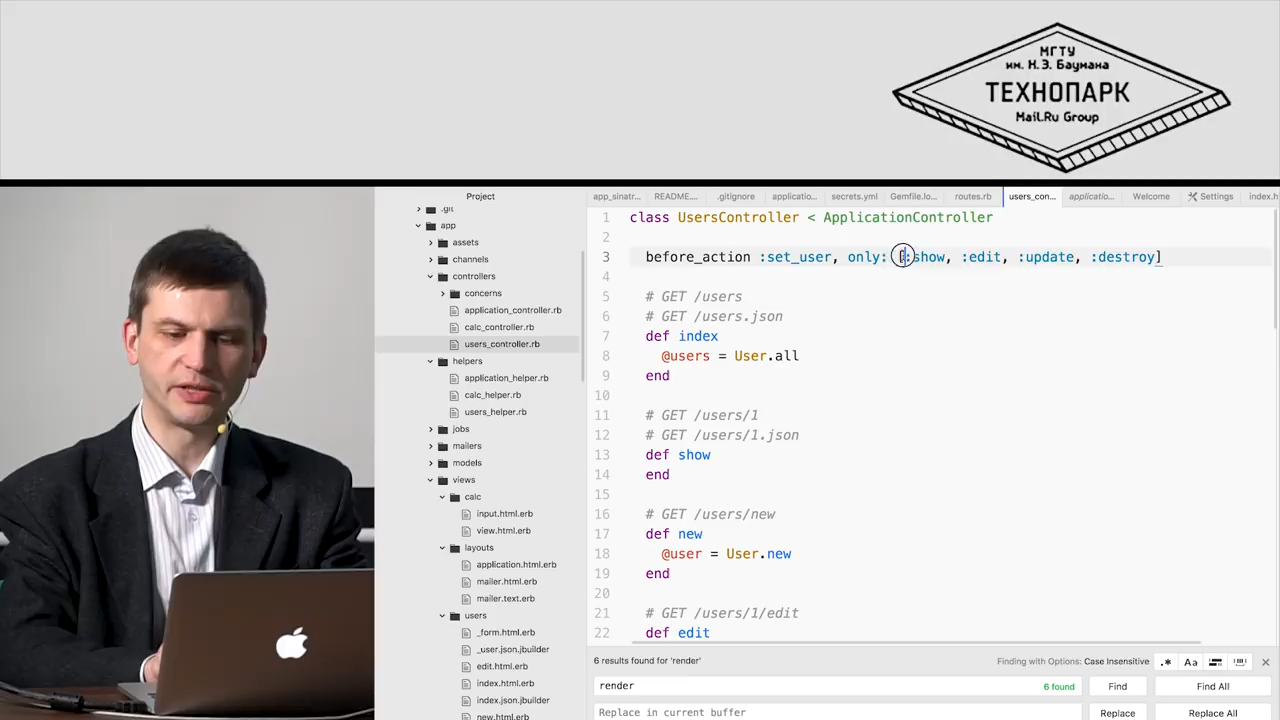 МГТУ
им. Н.Э. Баумана
ТЕХНОПАРК
Mail.Ru Group
Project
app_sinatr...
README....
.gitignore
applicatio...
secrets.yml
Gemfile.lo...
routes.rb
users_con...
applicatio...
Welcome
Settings
index.h
.git
app
assets
channels
controllers
concerns
application_controller.rb
calc_controller.rb
users_controller.rb
helpers
application_helper.rb
calc_helper.rb
users_helper.rb
jobs
mailers
models
views
calc
input.html.erb
view.html.erb
layouts
application.html.erb
mailer.html.erb
mailer.text.erb
users
_form.html.erb
_user.json.jbuilder
edit.html.erb
index.html.erb
index.json.jbuilder
new.html.erb
1 class UsersController < ApplicationController
2
3 before_action :set_user, only: [:show, :edit, :update, :destroy]
4
5 # GET /users
6 # GET /users.json
7 def index
8 @users = User.all
9 end
10
11 # GET /users/1
12 # GET /users/1.json
13 def show
14 end
15
16 # GET /users/new
17 def new
18 @user = User.new
19 end
20
21 # GET /users/1/edit
22 def edit
6 results found for 'render'
Finding with Options: Case Insensitive
.*
Aa
render
6 found
Find
Find All
Replace in current buffer
Replace
Replace All